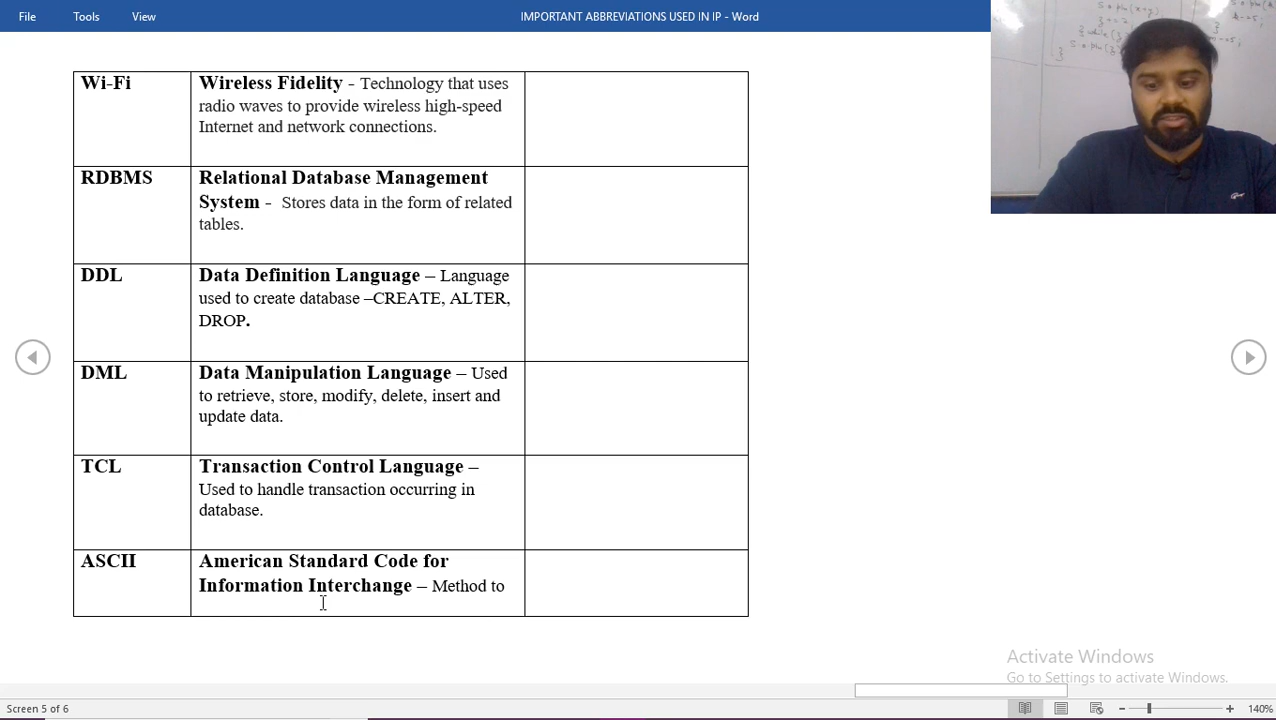 File Tools View IMPORTANT ABBREVIATIONS USED IN IP - Word
Wi-Fi
Wireless Fidelity - Technology that uses
radio waves to provide wireless high-speed
Internet and network connections.
RDBMS
Relational Database Management
System - Stores data in the form of related
tables.
DDL
Data Definition Language – Language
used to create database –CREATE, ALTER,
DROP.
DML
Data Manipulation Language – Used
to retrieve, store, modify, delete, insert and
update data.
TCL
Transaction Control Language –
Used to handle transaction occurring in
database.
ASCII
American Standard Code for
Information Interchange – Method to
Activate Windows
Go to Settings to activate Windows.
Screen 5 of 6
140%